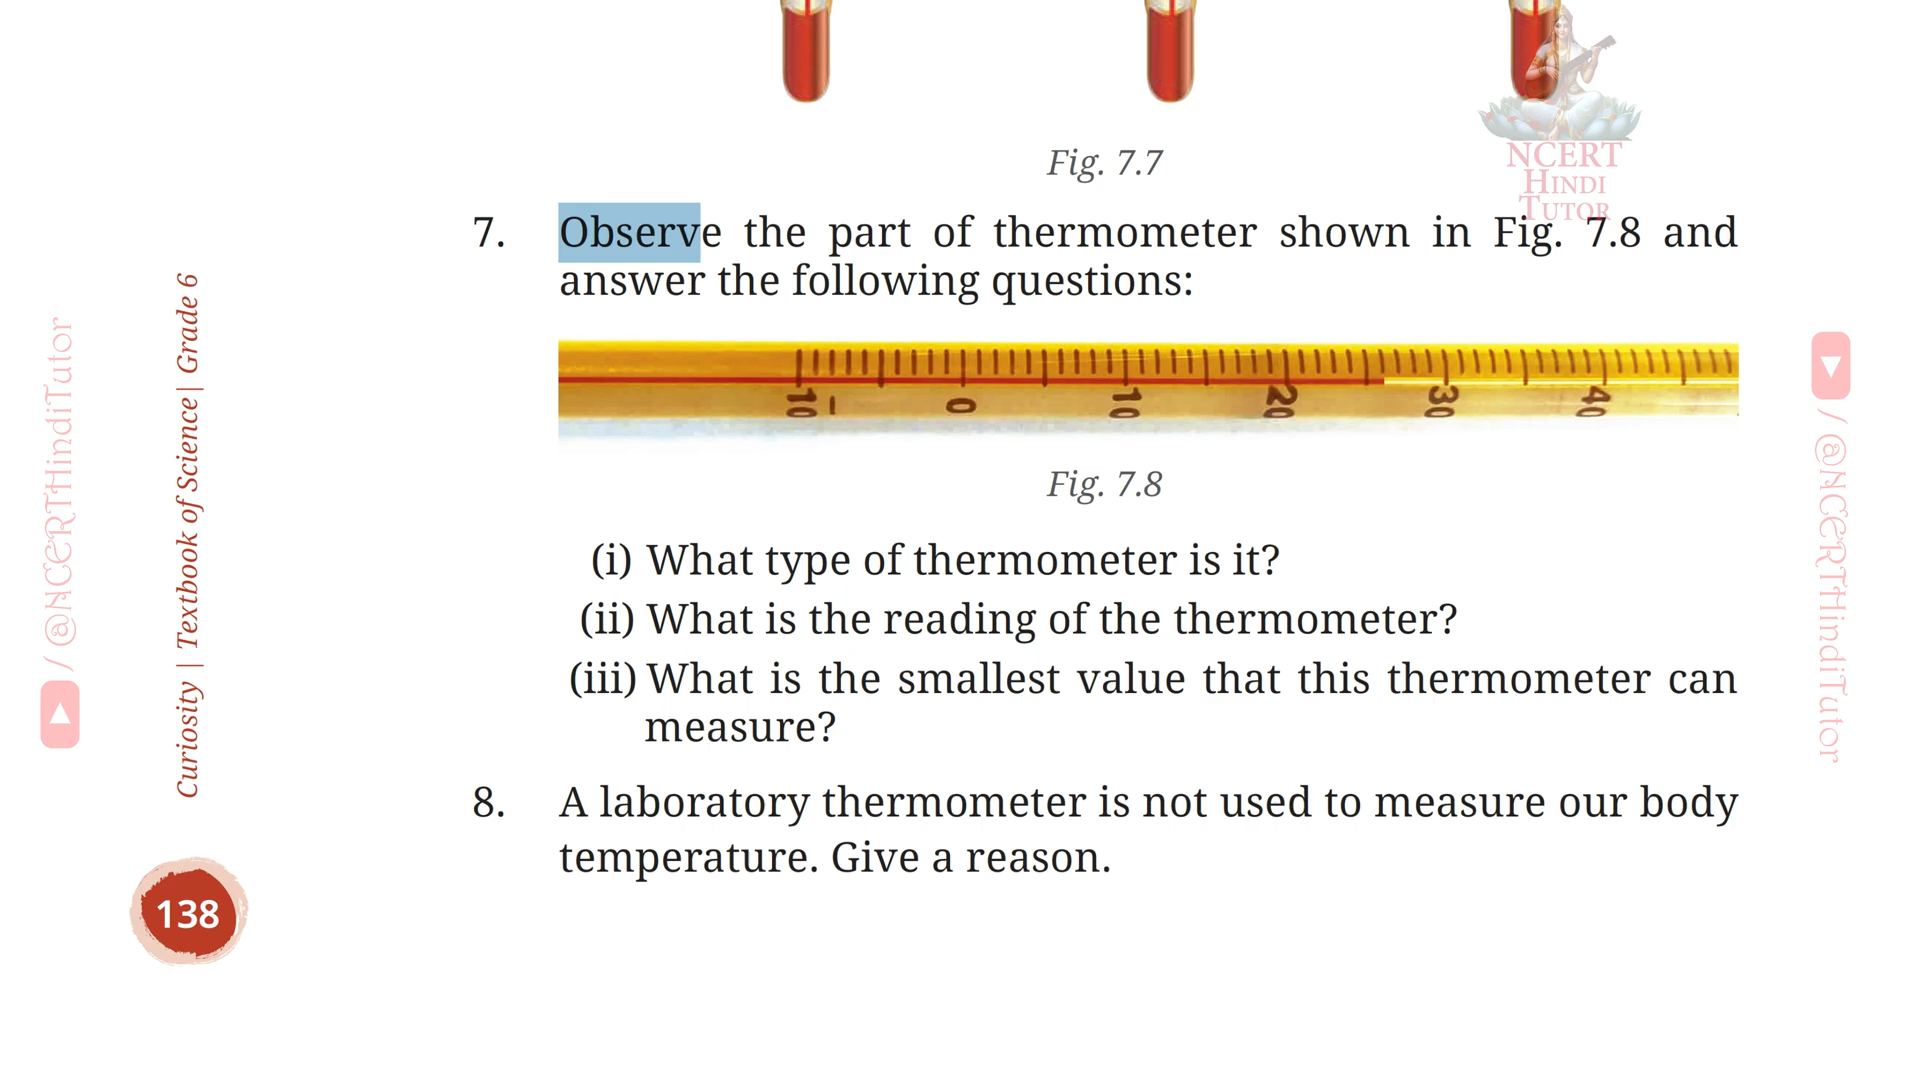 Fig. 7.7
NCERT
HINDI
TUTOR
7. Observe the part of thermometer shown in Fig. 7.8 and
answer the following questions:
10 – 0 10 20 30 40
Fig. 7.8
(i) What type of thermometer is it?
(ii) What is the reading of the thermometer?
(iii) What is the smallest value that this thermometer can
measure?
8. A laboratory thermometer is not used to measure our body
temperature. Give a reason.
Curiosity | Textbook of Science | Grade 6
138
/ @NCERTHindiTutor
/ @NCERTHindiTutor